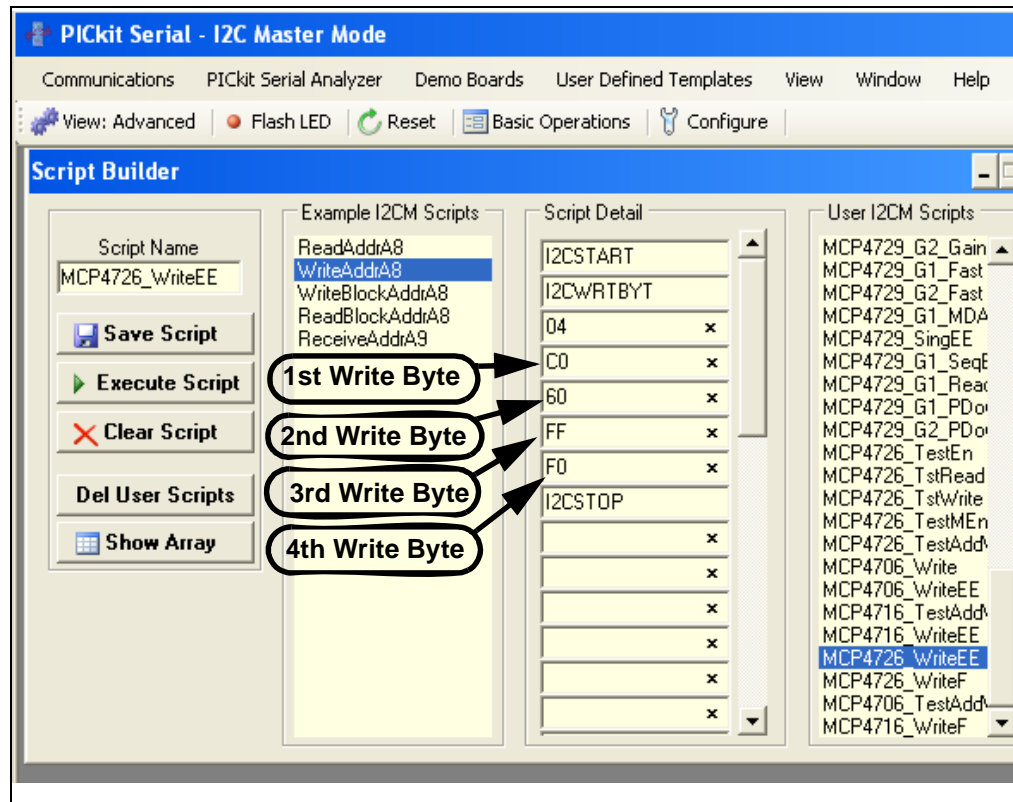 PICkit Serial - I2C Master Mode
Communications PICkit Serial Analyzer Demo Boards User Defined Templates View Window Help
View: Advanced Flash LED Reset Basic Operations Configure
Script Builder
Script Name
MCP4726_WriteEE
Save Script
Execute Script
Clear Script
Del User Scripts
Show Array
Example I2CM Scripts
ReadAddrA8
WriteAddrA8
WriteBlockAddrA8
ReadBlockAddrA8
ReceiveAddrA9
1st Write Byte
2nd Write Byte
3rd Write Byte
4th Write Byte
Script Detail
I2CSTART
I2CWRTBYT
04
C0
60
FF
F0
I2CSTOP
User I2CM Scripts
MCP4729_G2_Gain
MCP4729_G1_Fast
MCP4729_G2_Fast
MCP4729_G1_MDA
MCP4729_SingEE
MCP4729_G1_SeqE
MCP4729_G1_Read
MCP4729_G1_PDo
MCP4729_G2_PDo
MCP4726_TestEn
MCP4726_TstRead
MCP4726_TstWrite
MCP4726_TestMEn
MCP4726_TestAdd
MCP4706_Write
MCP4706_WriteEE
MCP4716_TestAdd
MCP4716_WriteEE
MCP4726_WriteEE
MCP4726_WriteF
MCP4706_TestAdd
MCP4716_WriteF